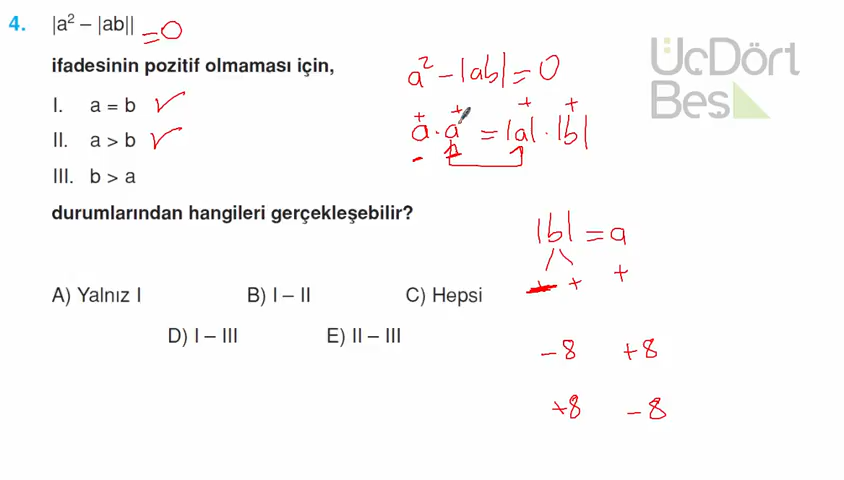 4. |a² – |ab|| = 0
ifadesinin pozitif olmaması için,
I. a = b ✓
II. a > b ✓
III. b > a
durumlarından hangileri gerçekleşebilir?
A) Yalnız I B) I – II C) Hepsi
D) I – III E) II – III
a² – |ab| = 0
+ + + +
a · a = |a| · |b|
–
|b| = a
+ +
–8 +8
+8 –8
ÜçDört
Beş